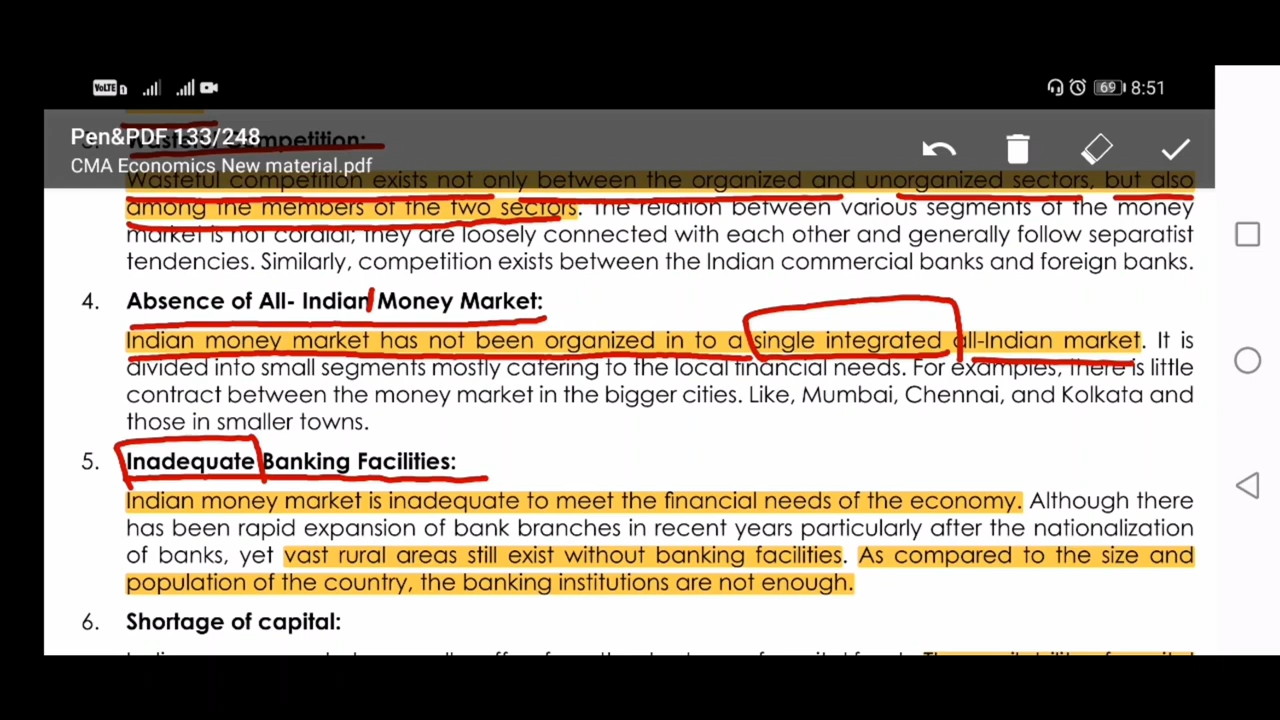 VoLTE 69 8:51
Pen&PDF 133/248
CMA Economics New material.pdf
Competition:
Wasteful competition exists not only between the organized and unorganized sectors, but also
among the members of the two sectors. The relation between various segments of the money
market is not cordial; they are loosely connected with each other and generally follow separatist
tendencies. Similarly, competition exists between the Indian commercial banks and foreign banks.
4. Absence of All- Indian Money Market:
Indian money market has not been organized in to a single integrated all-Indian market. It is
divided into small segments mostly catering to the local financial needs. For examples, there is little
contract between the money market in the bigger cities. Like, Mumbai, Chennai, and Kolkata and
those in smaller towns.
5. Inadequate Banking Facilities:
Indian money market is inadequate to meet the financial needs of the economy. Although there
has been rapid expansion of bank branches in recent years particularly after the nationalization
of banks, yet vast rural areas still exist without banking facilities. As compared to the size and
population of the country, the banking institutions are not enough.
6. Shortage of capital: